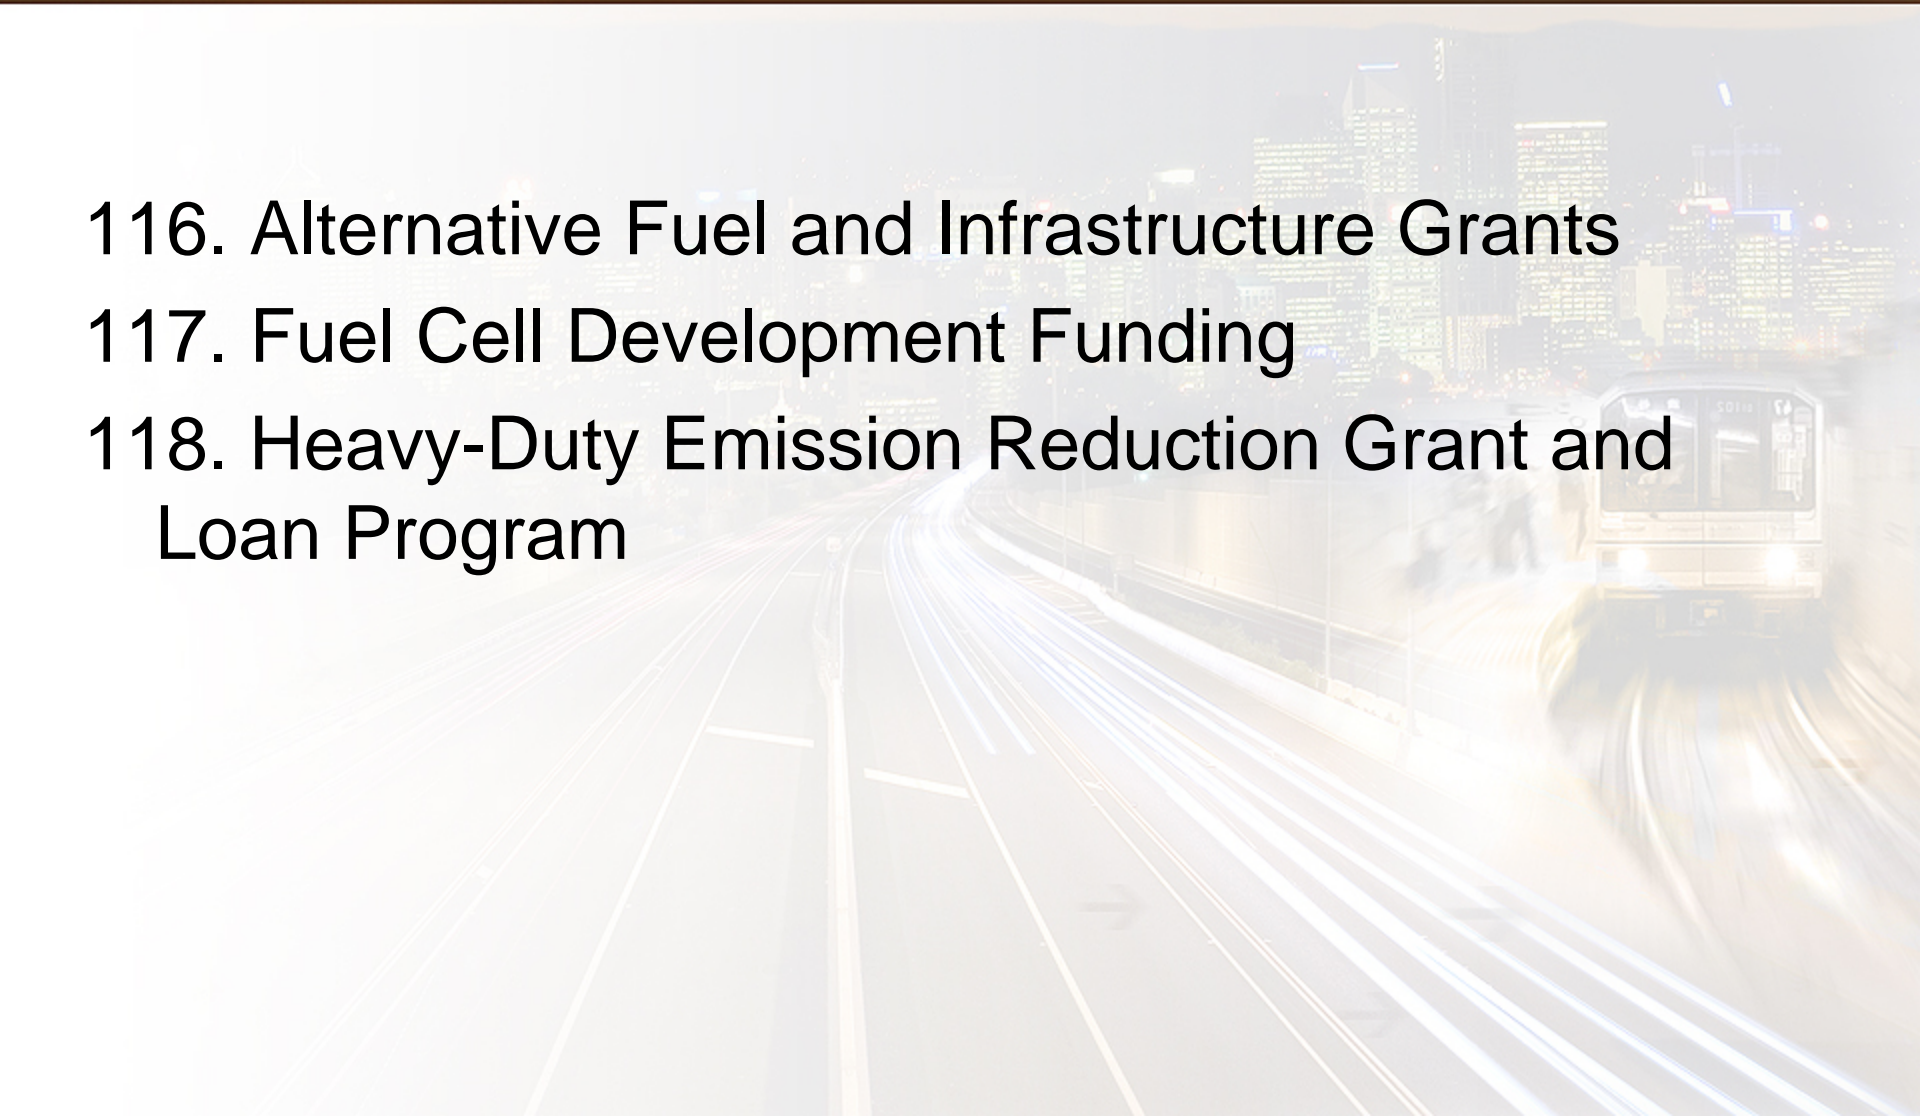 116. Alternative Fuel and Infrastructure Grants
117. Fuel Cell Development Funding
118. Heavy-Duty Emission Reduction Grant and
Loan Program